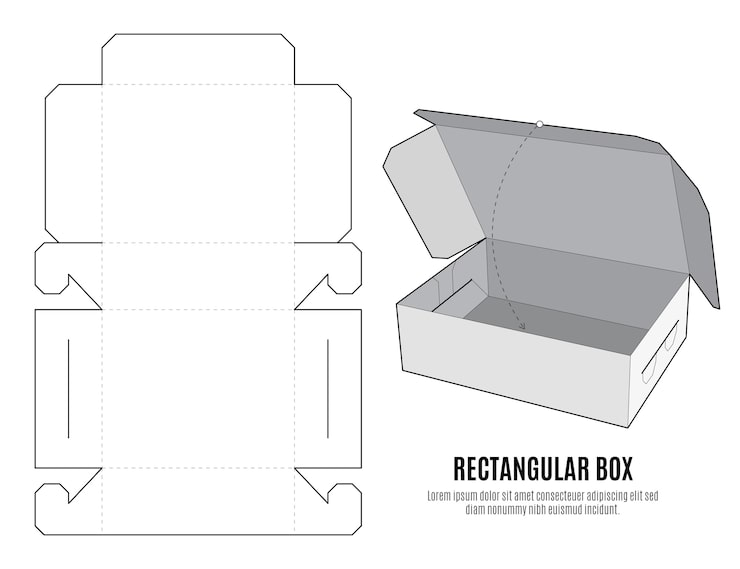 RECTANGULAR BOX
Lorem ipsum dolor sit amet consecteuer adipiscing elit sed
diam nonummy nibh euismud incidunt.